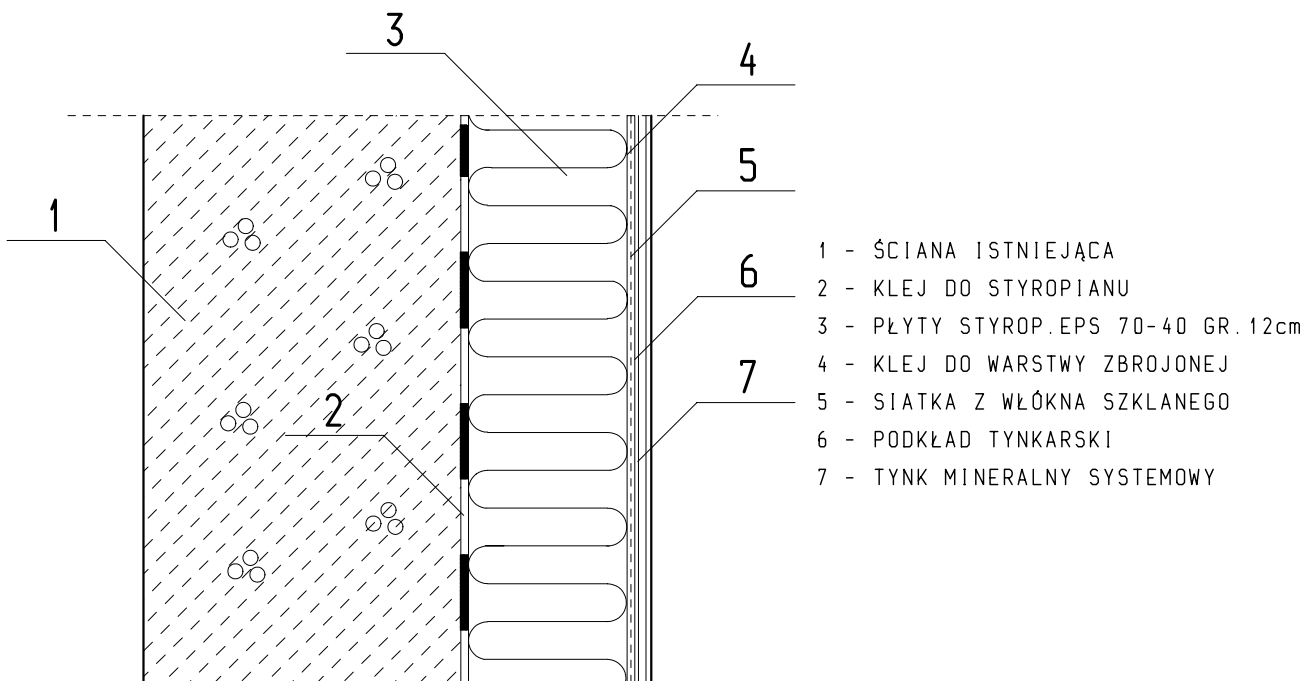 3
4
5
1
6
7
2
1 - ŚCIANA ISTNIEJĄCA
2 - KLEJ DO STYROPIANU
3 - PŁYTY STYROP.EPS 70-40 GR.12cm
4 - KLEJ DO WARSTWY ZBROJONEJ
5 - SIATKA Z WŁÓKNA SZKLANEGO
6 - PODKŁAD TYNKARSKI
7 - TYNK MINERALNY SYSTEMOWY